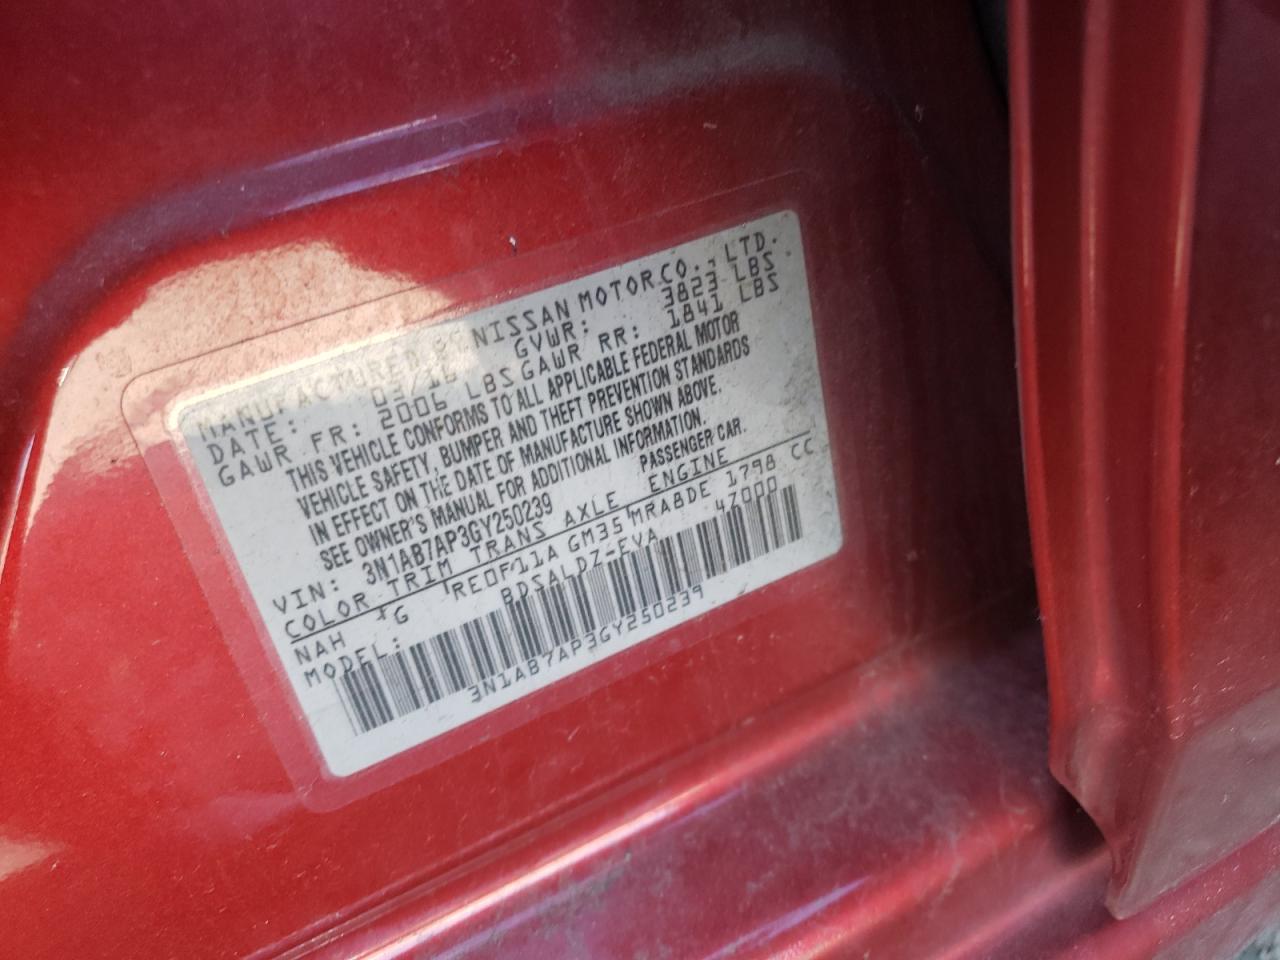 MANUFACTURED BY NISSAN MOTOR CO., LTD.
DATE: 03/16 GVWR: 3823 LBS
GAWR FR: 2006 LBS GAWR RR: 1841 LBS
THIS VEHICLE CONFORMS TO ALL APPLICABLE FEDERAL MOTOR
VEHICLE SAFETY, BUMPER AND THEFT PREVENTION STANDARDS
IN EFFECT ON THE DATE OF MANUFACTURE SHOWN ABOVE.
SEE OWNER'S MANUAL FOR ADDITIONAL INFORMATION.
VIN: 3N1AB7AP3GY250239 PASSENGER CAR.
COLOR TRIM TRANS AXLE ENGINE
NAH *G *RE0F11A GM35 MRA8DE 1798 CC
MODEL: BDSALDZ-EVA 47000
3N1AB7AP3GY250239